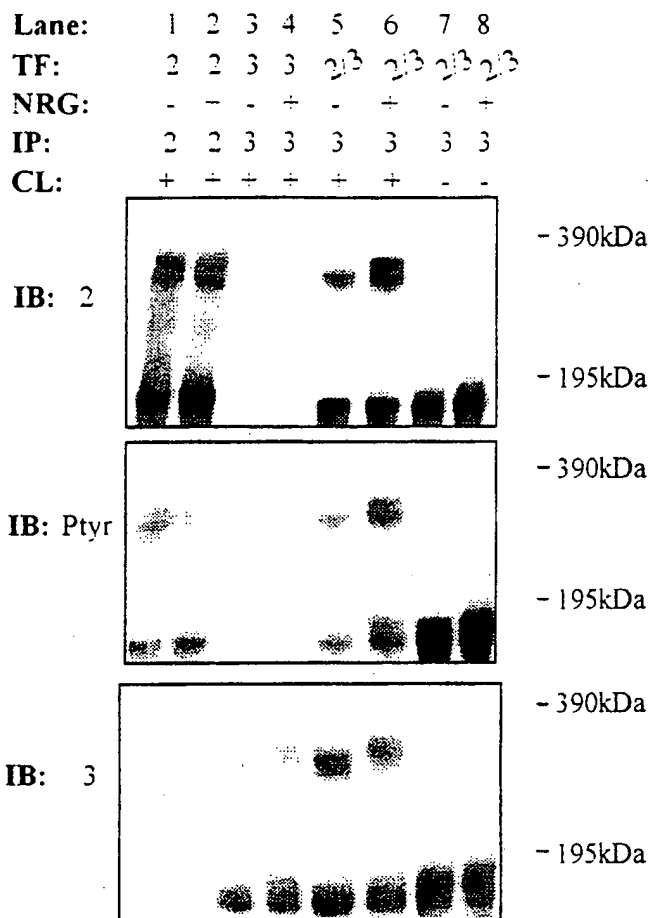 Lane: 1 2 3 4 5 6 7 8
TF: 2 2 3 3 2/3 2/3 2/3 2/3
NRG: - + - + - + - +
IP: 2 2 3 3 3 3 3 3
CL: + + + + + + - -
- 390kDa
IB: 2
- 195kDa
- 390kDa
IB: Ptyr
- 195kDa
- 390kDa
IB: 3
- 195kDa